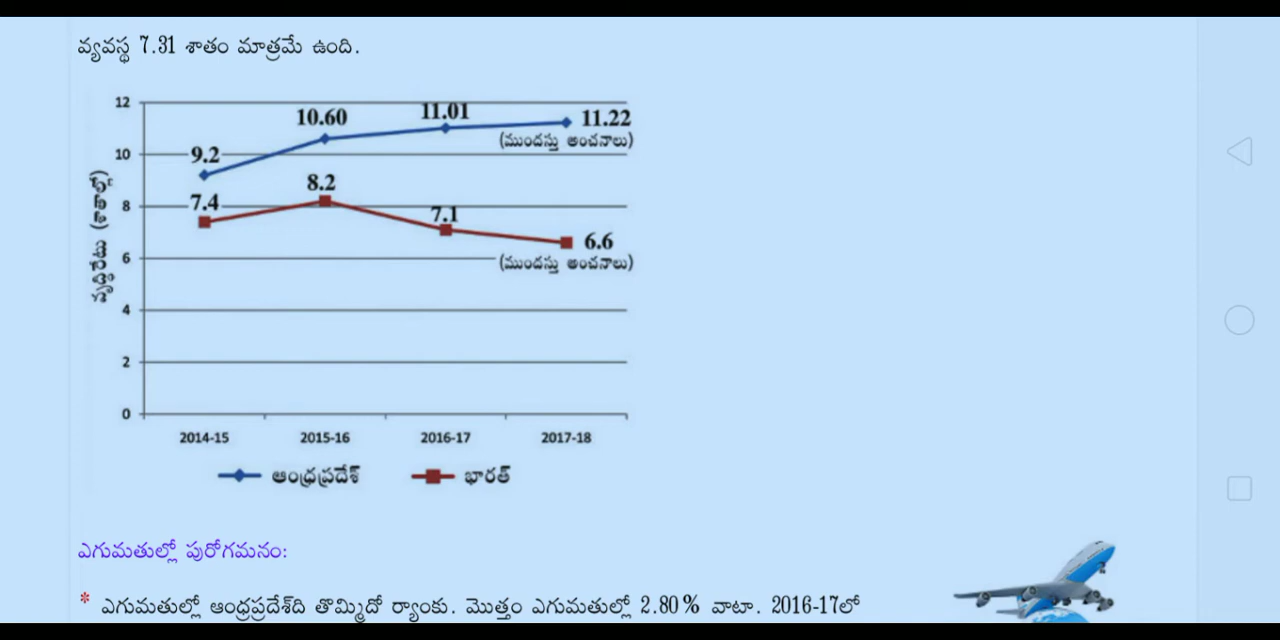 వ్యవస్థ 7.31 శాతం మాత్రమే ఉంది.
వృద్ధిరేటు (శాతాల్లో)
12
10
8
6
4
2
0
9.2
10.60
11.01
11.22
(ముందస్తు అంచనాలు)
7.4
8.2
7.1
6.6
(ముందస్తు అంచనాలు)
2014-15 2015-16 2016-17 2017-18
ఆంధ్రప్రదేశ్ భారత్
ఎగుమతుల్లో పురోగమనం:
* ఎగుమతుల్లో ఆంధ్రప్రదేశ్‌ది తొమ్మిదో ర్యాంకు. మొత్తం ఎగుమతుల్లో 2.80% వాటా. 2016-17లో